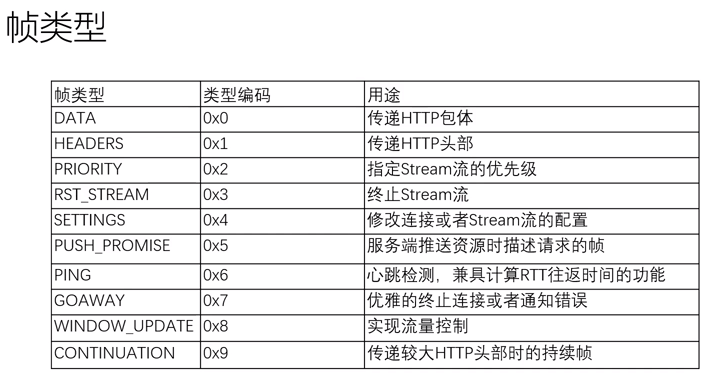 帧类型
帧类型 类型编码 用途
DATA 0x0 传递HTTP包体
HEADERS 0x1 传递HTTP头部
PRIORITY 0x2 指定Stream流的优先级
RST_STREAM 0x3 终止Stream流
SETTINGS 0x4 修改连接或者Stream流的配置
PUSH_PROMISE 0x5 服务端推送资源时描述请求的帧
PING 0x6 心跳检测，兼具计算RTT往返时间的功能
GOAWAY 0x7 优雅的终止连接或者通知错误
WINDOW_UPDATE 0x8 实现流量控制
CONTINUATION 0x9 传递较大HTTP头部时的持续帧